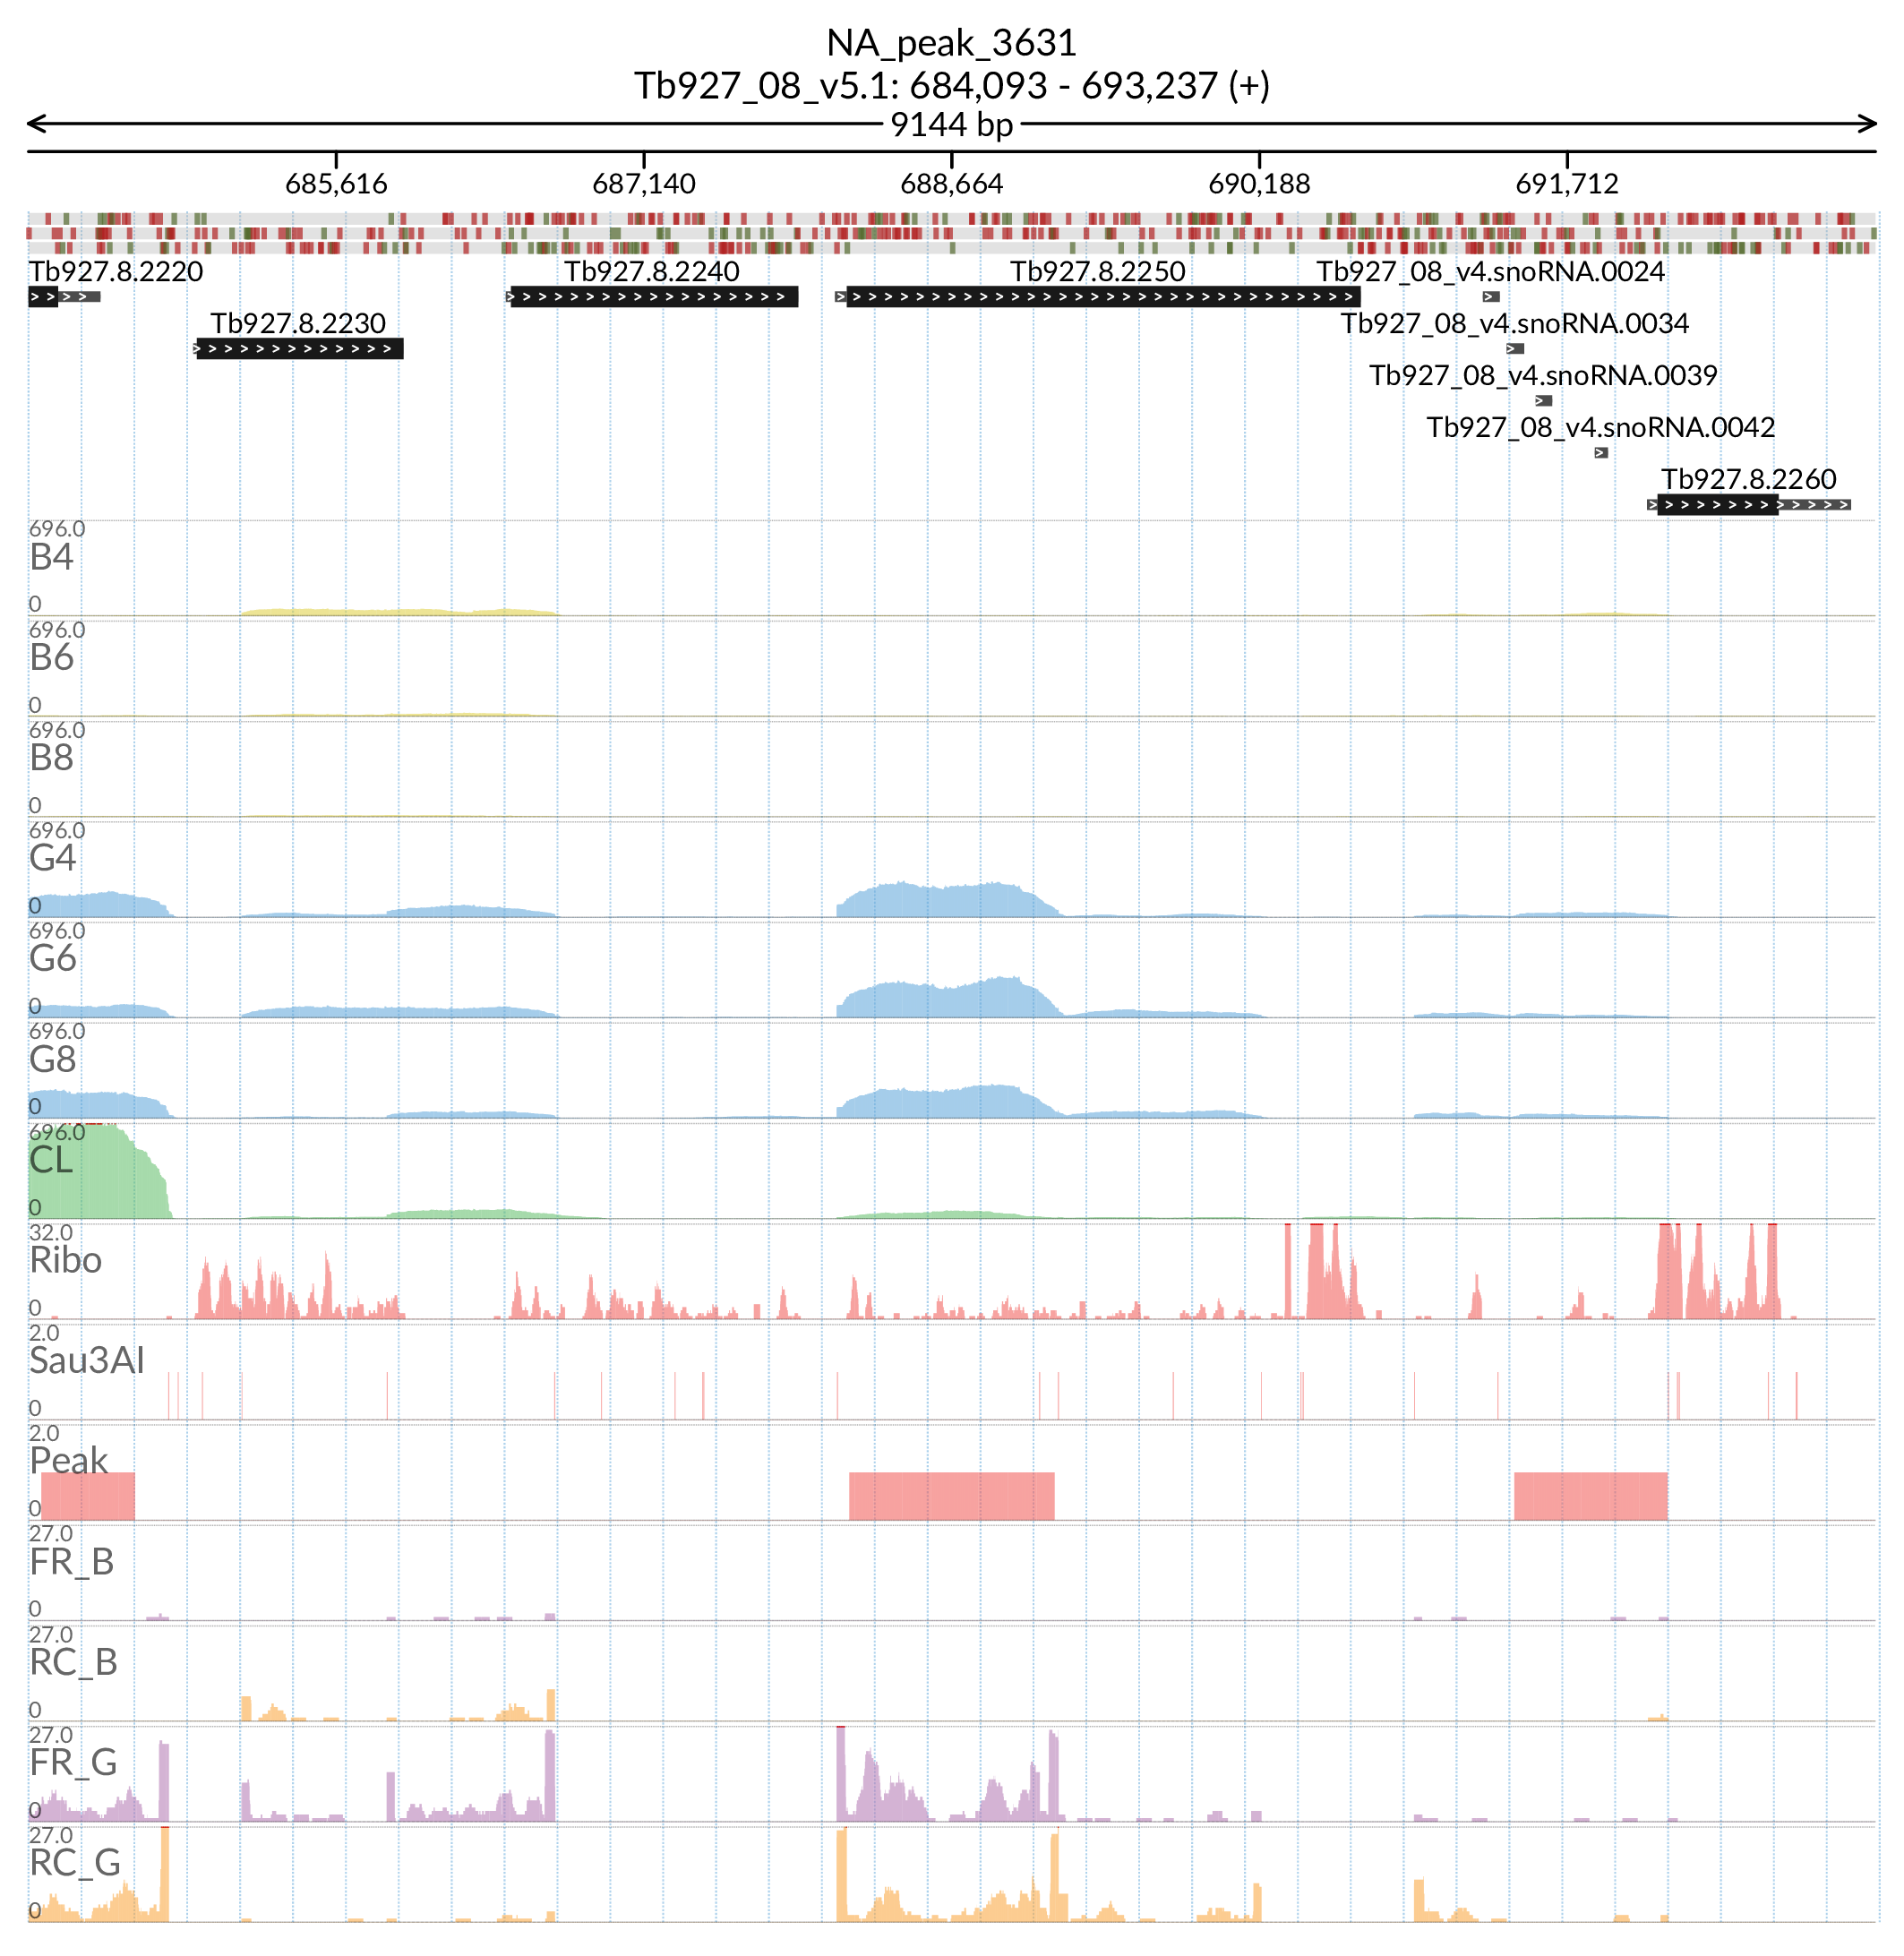 NA_peak_3631
Tb927_08_v5.1: 684,093 - 693,237 (+)
9144 bp
685,616 687,140 688,664 690,188 691,712
Tb927.8.2220 Tb927.8.2240 Tb927.8.2250 Tb927_08_v4.snoRNA.0024
Tb927.8.2230 Tb927_08_v4.snoRNA.0034
Tb927_08_v4.snoRNA.0039
Tb927_08_v4.snoRNA.0042
Tb927.8.2260
696.0
B4
0
696.0
B6
0
696.0
B8
0
696.0
G4
0
696.0
G6
0
696.0
G8
0
696.0
CL
0
32.0
Ribo
0
2.0
Sau3AI
0
2.0
Peak
0
27.0
FR_B
0
27.0
RC_B
0
27.0
FR_G
0
27.0
RC_G
0